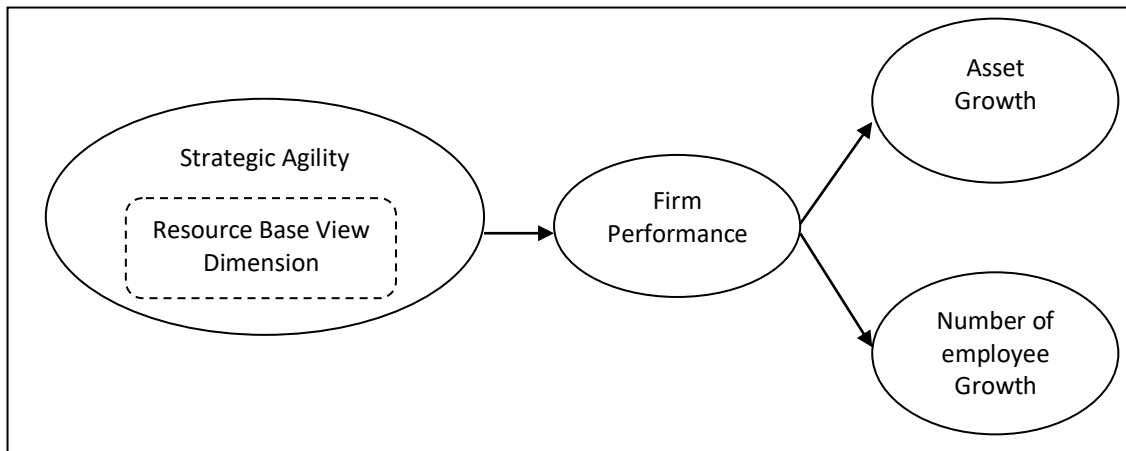 Strategic Agility
Resource Base View
Dimension
Firm
Performance
Asset
Growth
Number of
employee
Growth